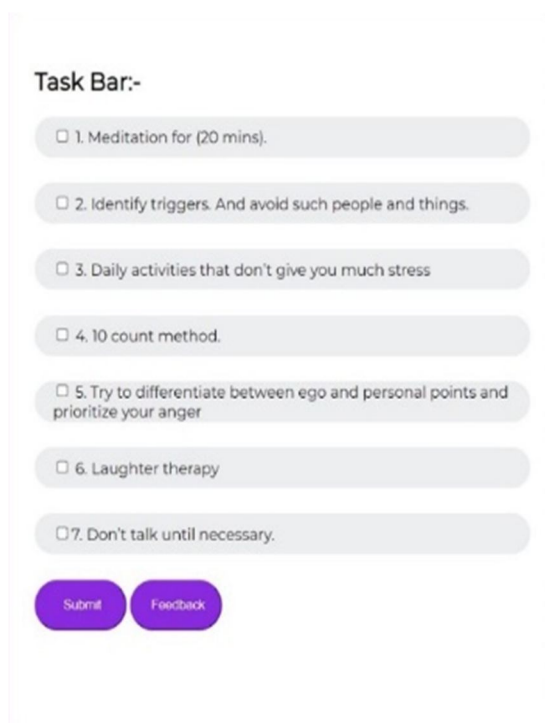 Task Bar:-
1. Meditation for (20 mins).
2. Identify triggers. And avoid such people and things.
3. Daily activities that don't give you much stress
4. 10 count method.
5. Try to differentiate between ego and personal points and
prioritize your anger
6. Laughter therapy
7. Don't talk until necessary.
Submit Feedback